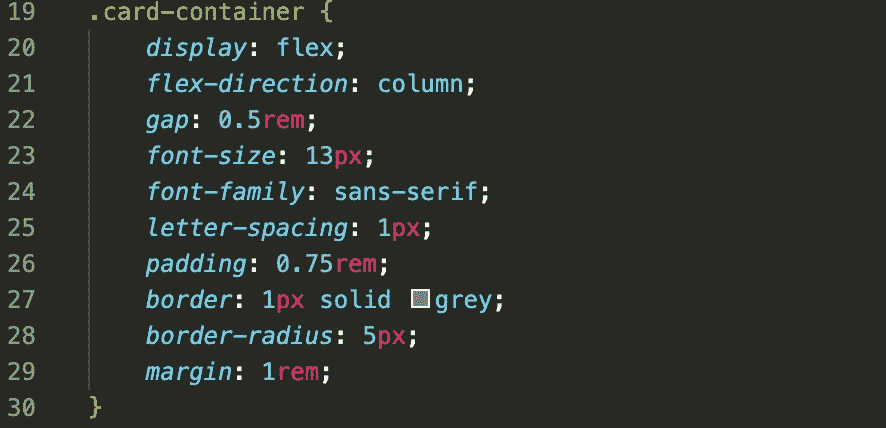 19 .card-container {
20 display: flex;
21 flex-direction: column;
22 gap: 0.5rem;
23 font-size: 13px;
24 font-family: sans-serif;
25 letter-spacing: 1px;
26 padding: 0.75rem;
27 border: 1px solid grey;
28 border-radius: 5px;
29 margin: 1rem;
30 }